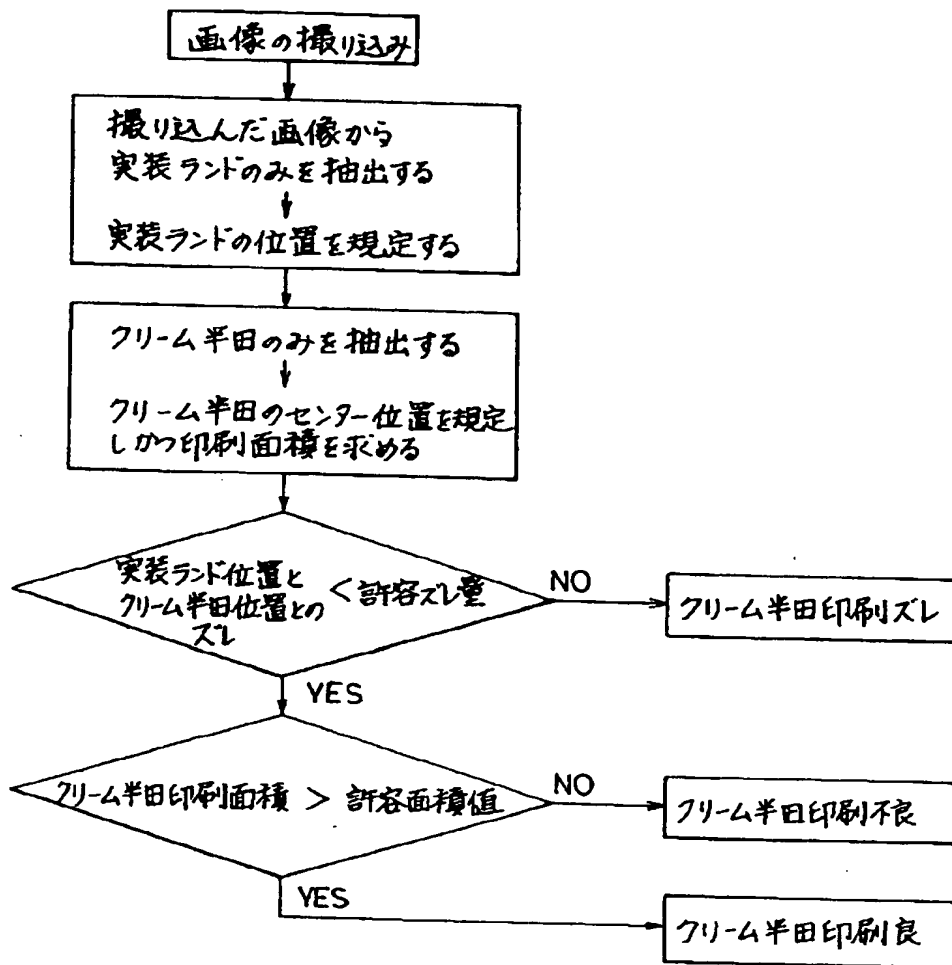 画像の撮り込み
撮り込んだ画像から
実装ランドのみを抽出する
実装ランドの位置を規定する
クリーム半田のみを抽出する
クリーム半田のセンター位置を規定
しかつ印刷面積を求める
実装ランド位置と
クリーム半田位置との
ズレ
< 許容ズレ量
NO
クリーム半田印刷ズレ
YES
クリーム半田印刷面積 > 許容面積値
NO
クリーム半田印刷不良
YES
クリーム半田印刷良